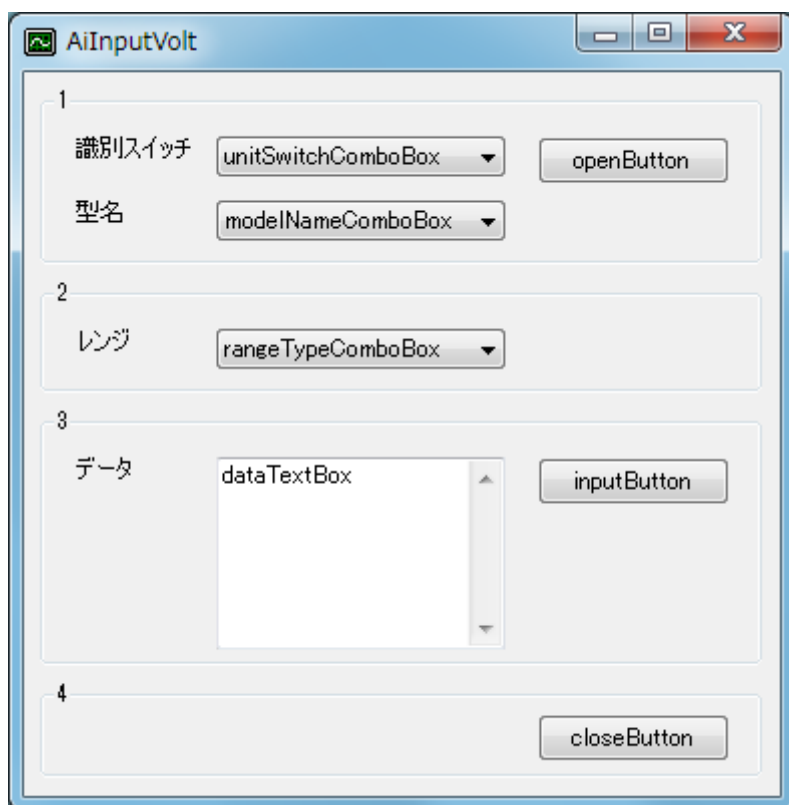 AiInputVolt
1
識別スイッチ
unitSwitchComboBox
openButton
型名
modelNameComboBox
2
レンジ
rangeTypeComboBox
3
データ
dataTextBox
inputButton
4
closeButton